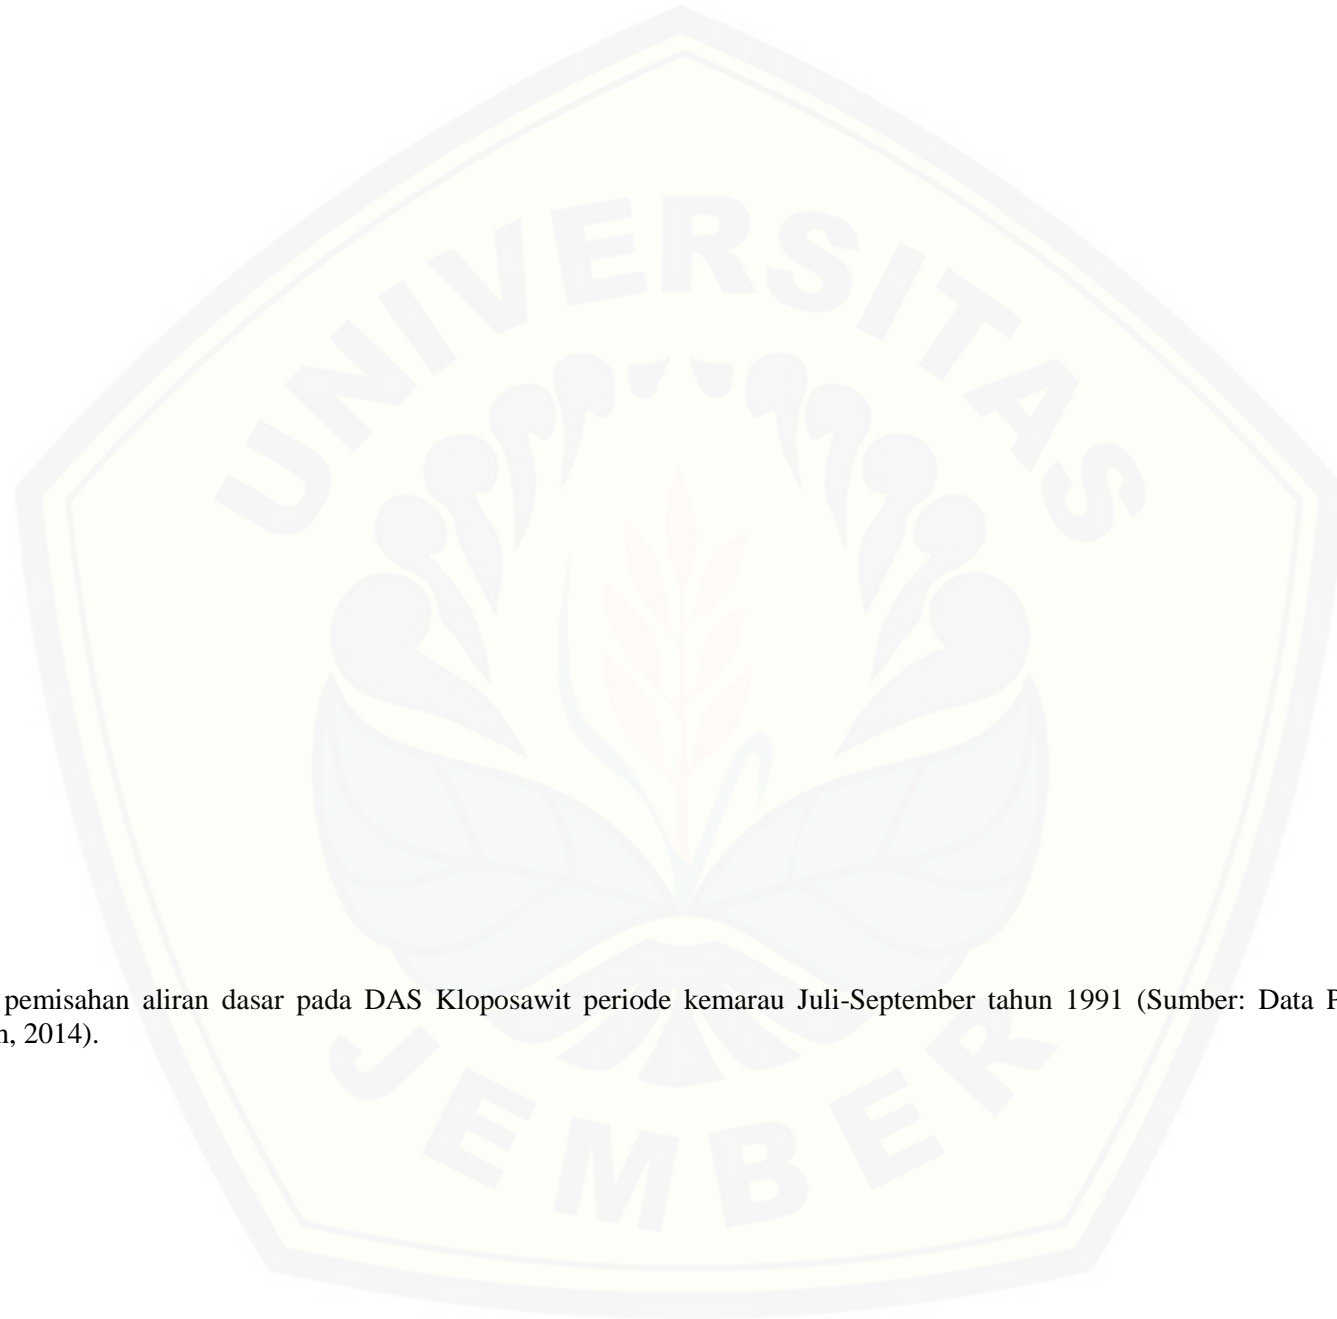 UNIVERSITAS
pemisahan aliran dasar pada DAS Kloposawit periode kemarau Juli-September tahun 1991 (Sumber: Data P
n, 2014).
JEMBER